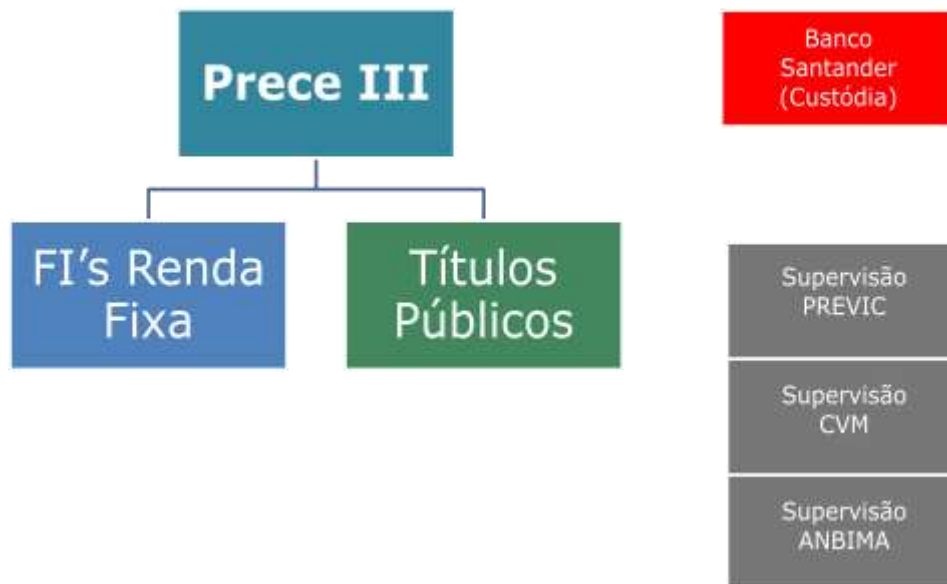 Prece III
FI's Renda
Fixa
Títulos
Públicos
Banco
Santander
(Custódia)
Supervisão
PREVIC
Supervisão
CVM
Supervisão
ANBIMA